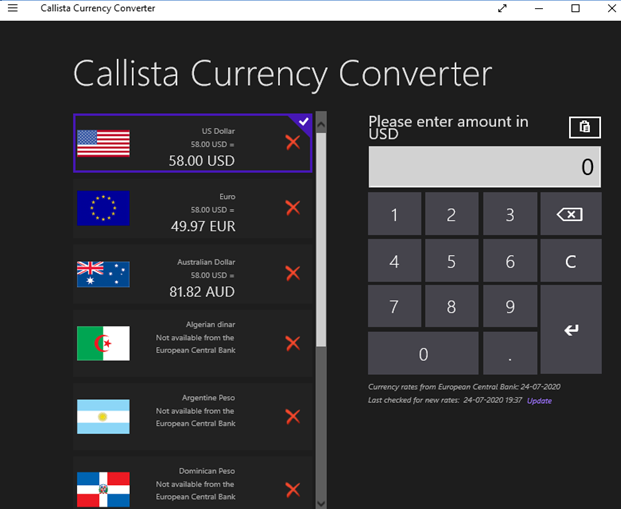 Callista Currency Converter
Callista Currency Converter
US Dollar
58.00 USD =
58.00 USD
Euro
58.00 USD =
49.97 EUR
Australian Dollar
58.00 USD =
81.82 AUD
Algerian dinar
Not available from the
European Central Bank
Argentine Peso
Not available from the
European Central Bank
Dominican Peso
Not available from the
European Central Bank
Please enter amount in
USD
0
1 2 3
4 5 6 C
7 8 9
0 .
Currency rates from European Central Bank: 24-07-2020
Last checked for new rates: 24-07-2020 19:37 Update